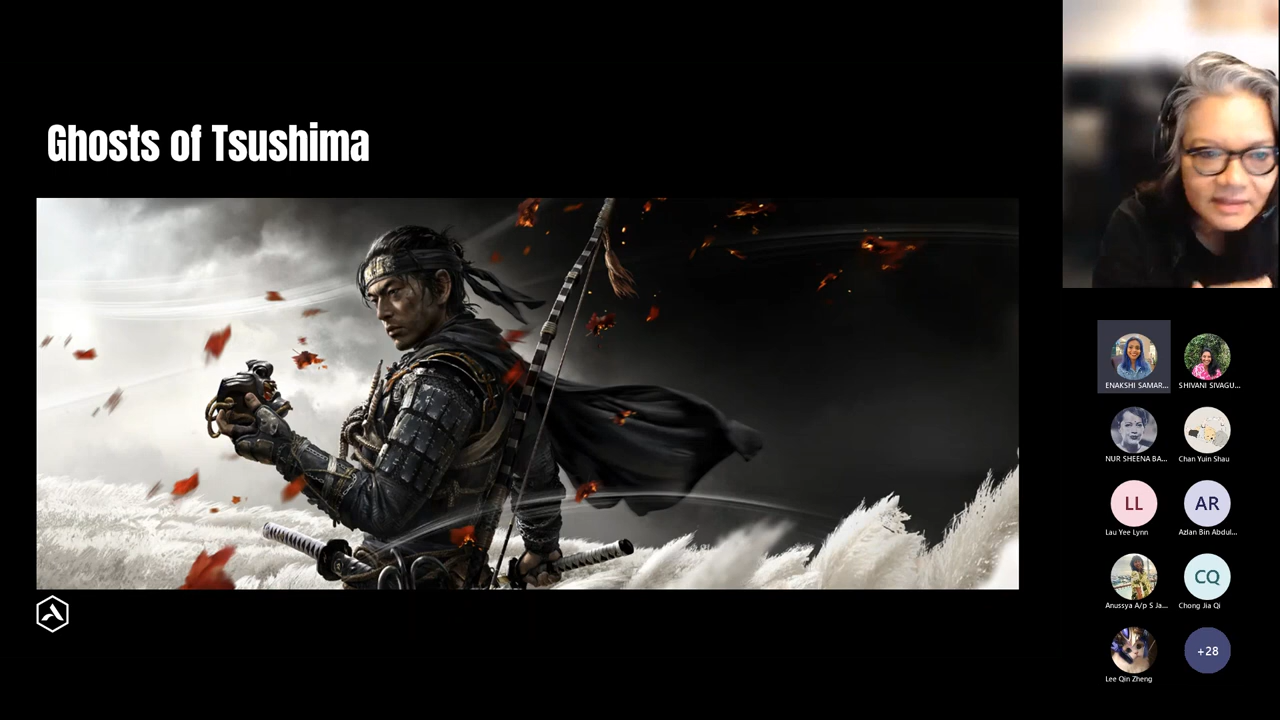 Ghosts of Tsushima
ENAKSHI SAMAR...
SHIVANI SIVAGU...
NUR SHEENA BA...
Chan Yuin Shau
LL
AR
Lau Yee Lynn
Azlan Bin Abdul...
CQ
Anussya A/p S Ja...
Chong Jia Qi
+28
Lee Qin Zheng